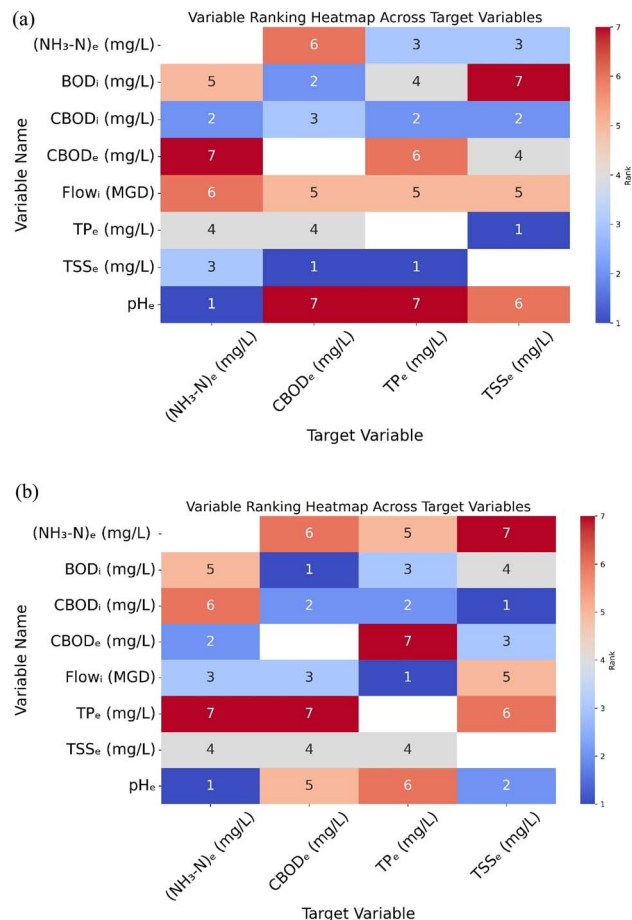 (a)
Variable Ranking Heatmap Across Target Variables
(NH₃-N)ₑ (mg/L) 6 3 3
BODᵢ (mg/L) 5 2 4 7
CBODᵢ (mg/L) 2 3 2 2
CBODₑ (mg/L) 7 6 4
Flowᵢ (MGD) 6 5 5 5
TPₑ (mg/L) 4 4 1
TSSₑ (mg/L) 3 1 1
pHₑ 1 7 7 6
Variable Name
(NH₃-N)ₑ (mg/L) CBODₑ (mg/L) TPₑ (mg/L) TSSₑ (mg/L)
Target Variable
7
6
5
4
3
2
1
Rank
(b)
Variable Ranking Heatmap Across Target Variables
(NH₃-N)ₑ (mg/L) 6 5 7
BODᵢ (mg/L) 5 1 3 4
CBODᵢ (mg/L) 6 2 2 1
CBODₑ (mg/L) 2 7 3
Flowᵢ (MGD) 3 3 1 5
TPₑ (mg/L) 7 7 6
TSSₑ (mg/L) 4 4 4
pHₑ 1 5 6 2
Variable Name
(NH₃-N)ₑ (mg/L) CBODₑ (mg/L) TPₑ (mg/L) TSSₑ (mg/L)
Target Variable
7
6
5
4
3
2
1
Rank